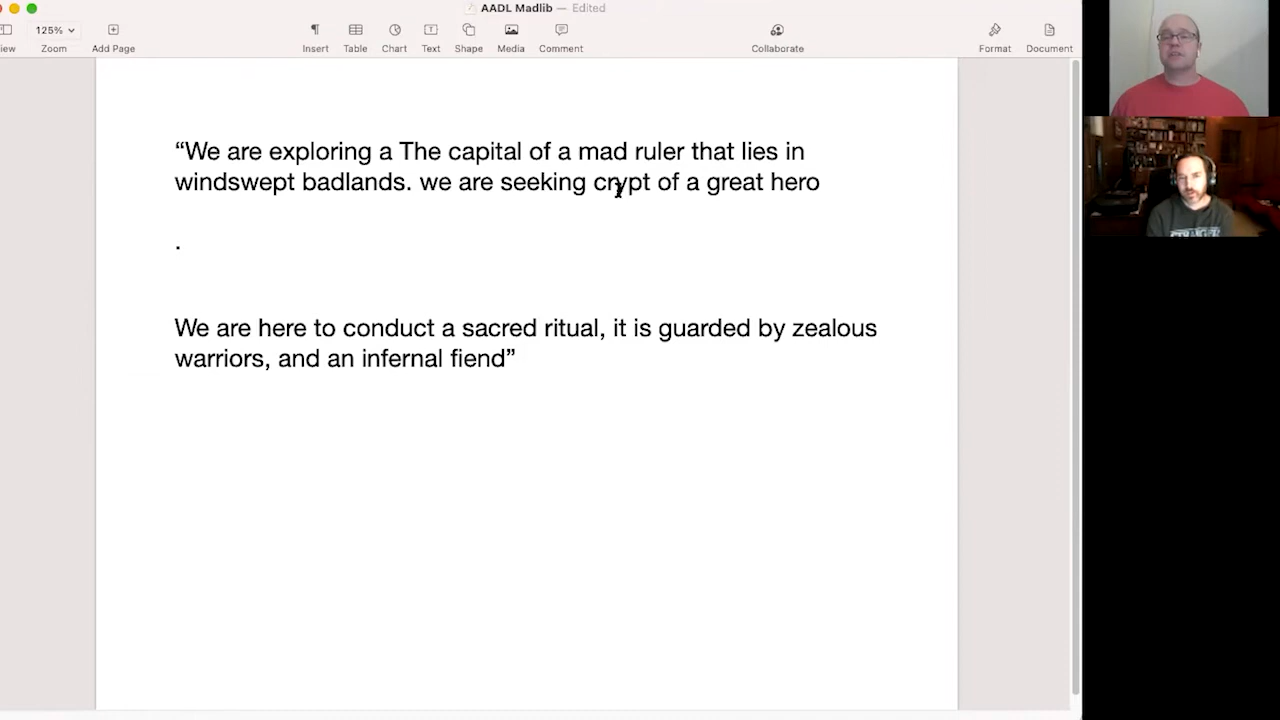 AADL Madlib — Edited
125%
iew Zoom Add Page Insert Table Chart Text Shape Media Comment Collaborate Format Document
“We are exploring a The capital of a mad ruler that lies in
windswept badlands. we are seeking crypt of a great hero
.
We are here to conduct a sacred ritual, it is guarded by zealous
warriors, and an infernal fiend”